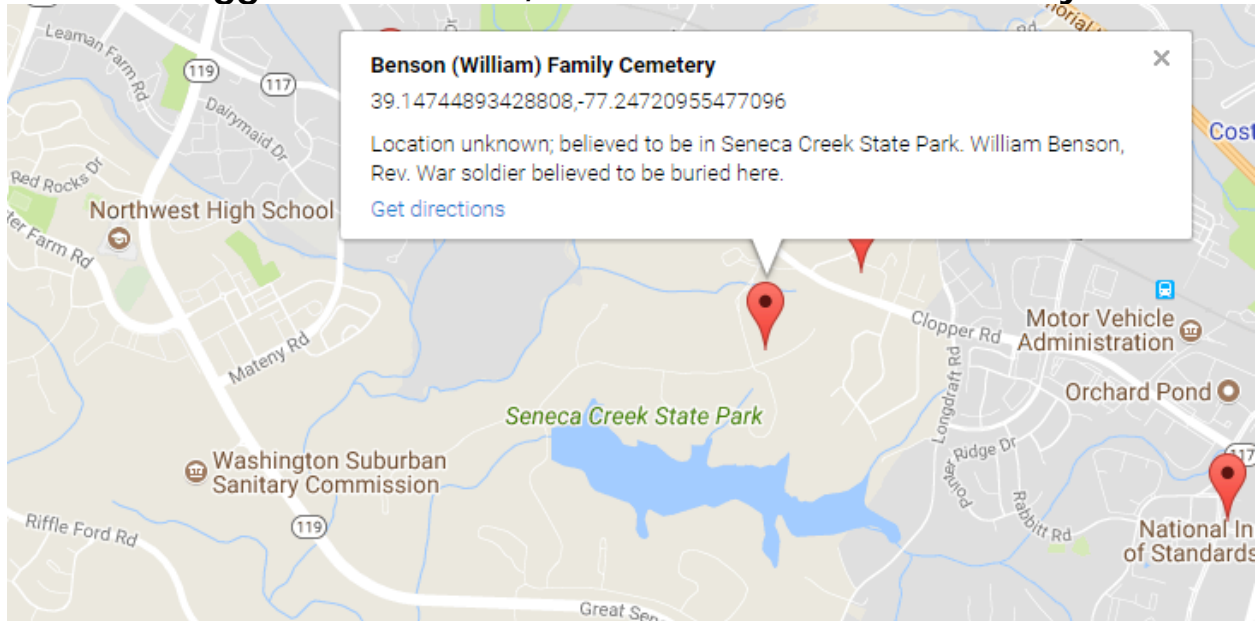 Leaman Farm Rd
119
117
Dairymaid Dr
Red Rocks Dr
Northwest High School
Farm Rd
Benson (William) Family Cemetery
39.14744893428808,-77.24720955477096
Location unknown; believed to be in Seneca Creek State Park. William Benson,
Rev. War soldier believed to be buried here.
Get directions
Mateny Rd
Clopper Rd
Motor Vehicle
Administration
Orchard Pond
Longdraft Rd
Seneca Creek State Park
Pointer Ridge Dr
Rabbitt Rd
117
Washington Suburban
Sanitary Commission
119
Riffle Ford Rd
National In
of Standards
Great Sen